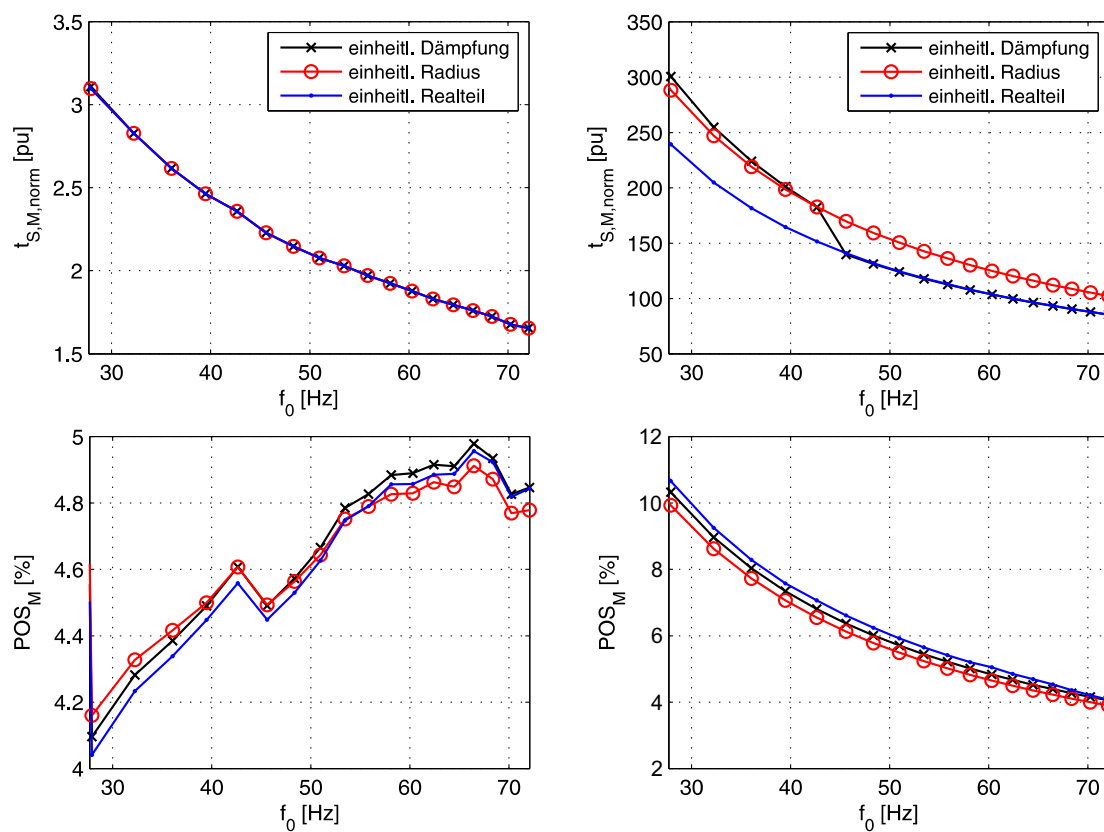 3.5
3
2.5
2
1.5
t_S,M,norm [pu]
einheitl. Dämpfung
einheitl. Radius
einheitl. Realteil
30 40 50 60 70
f_0 [Hz]
350
300
250
200
150
100
50
t_S,M,norm [pu]
einheitl. Dämpfung
einheitl. Radius
einheitl. Realteil
30 40 50 60 70
f_0 [Hz]
5
4.8
4.6
4.4
4.2
4
POS_M [%]
30 40 50 60 70
f_0 [Hz]
12
10
8
6
4
2
POS_M [%]
30 40 50 60 70
f_0 [Hz]